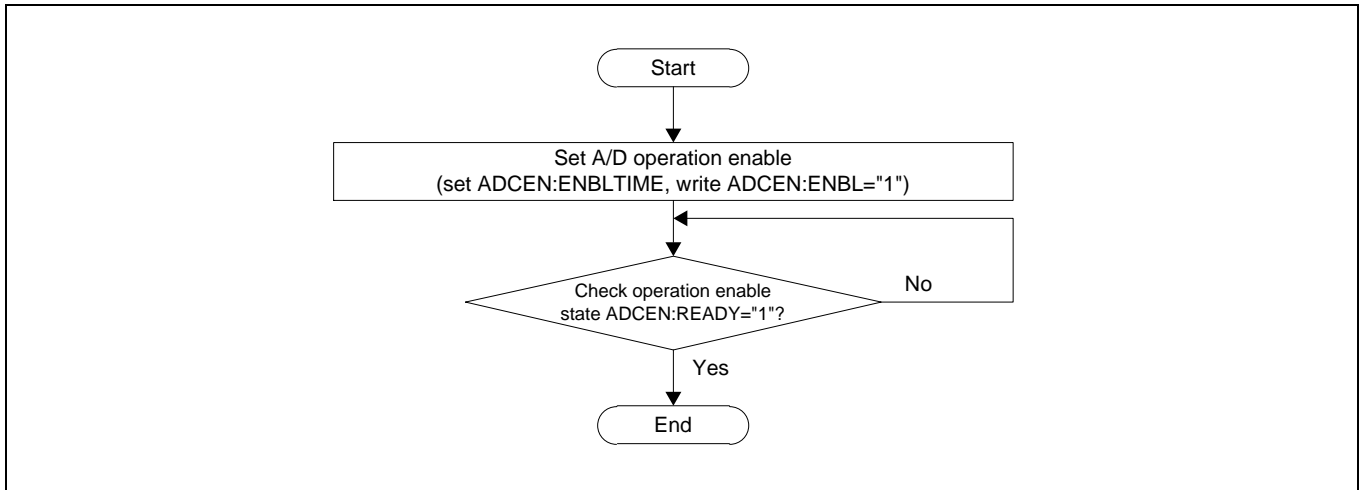 Start
Set A/D operation enable
(set ADCEN:ENBLTIME, write ADCEN:ENBL="1")
Check operation enable
state ADCEN:READY="1"?
No
Yes
End